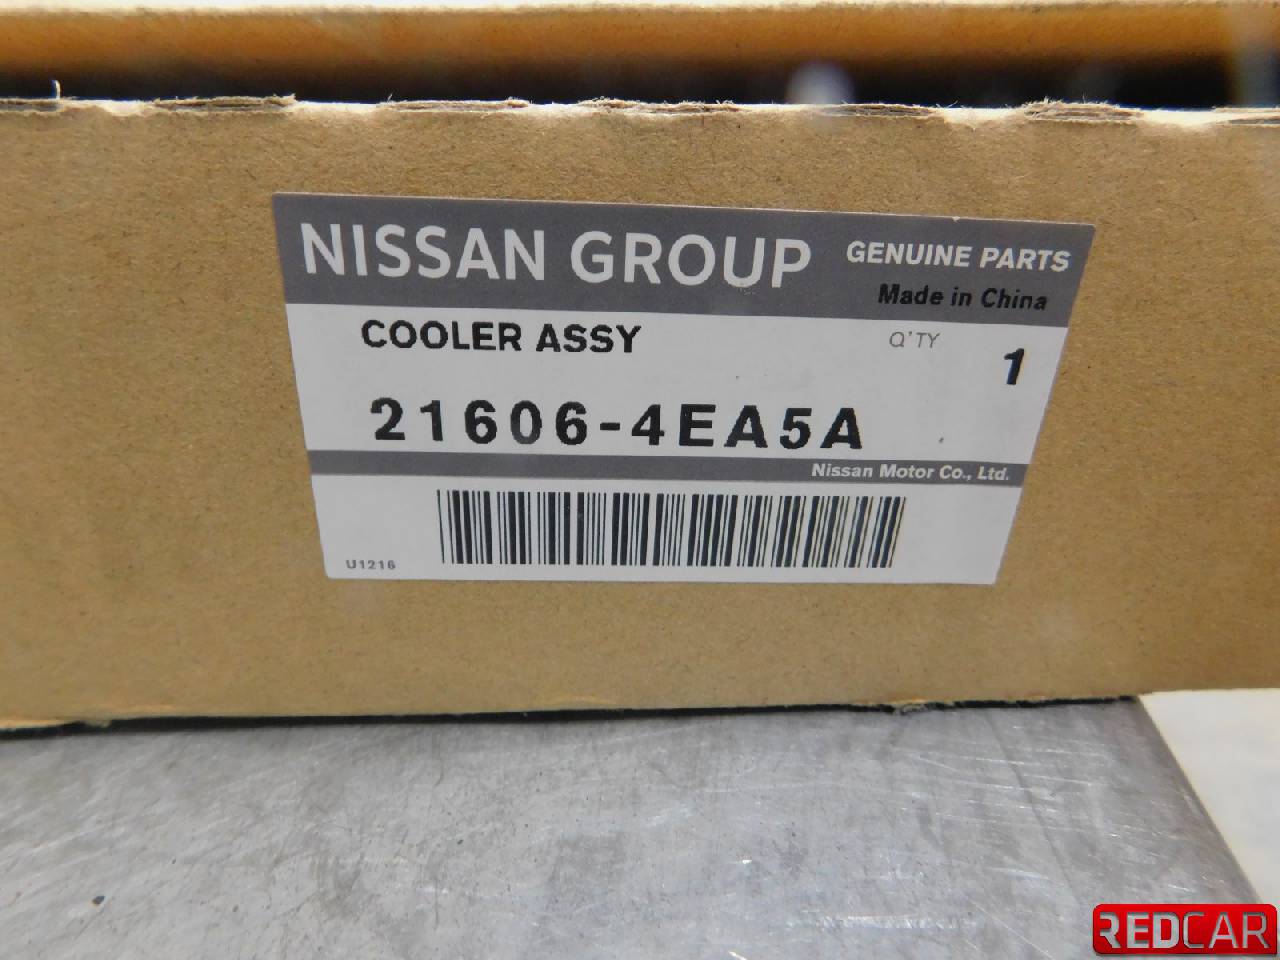 NISSAN GROUP GENUINE PARTS
Made in China
COOLER ASSY Q'TY 1
21606-4EA5A
Nissan Motor Co., Ltd.
U1216
REDCAR